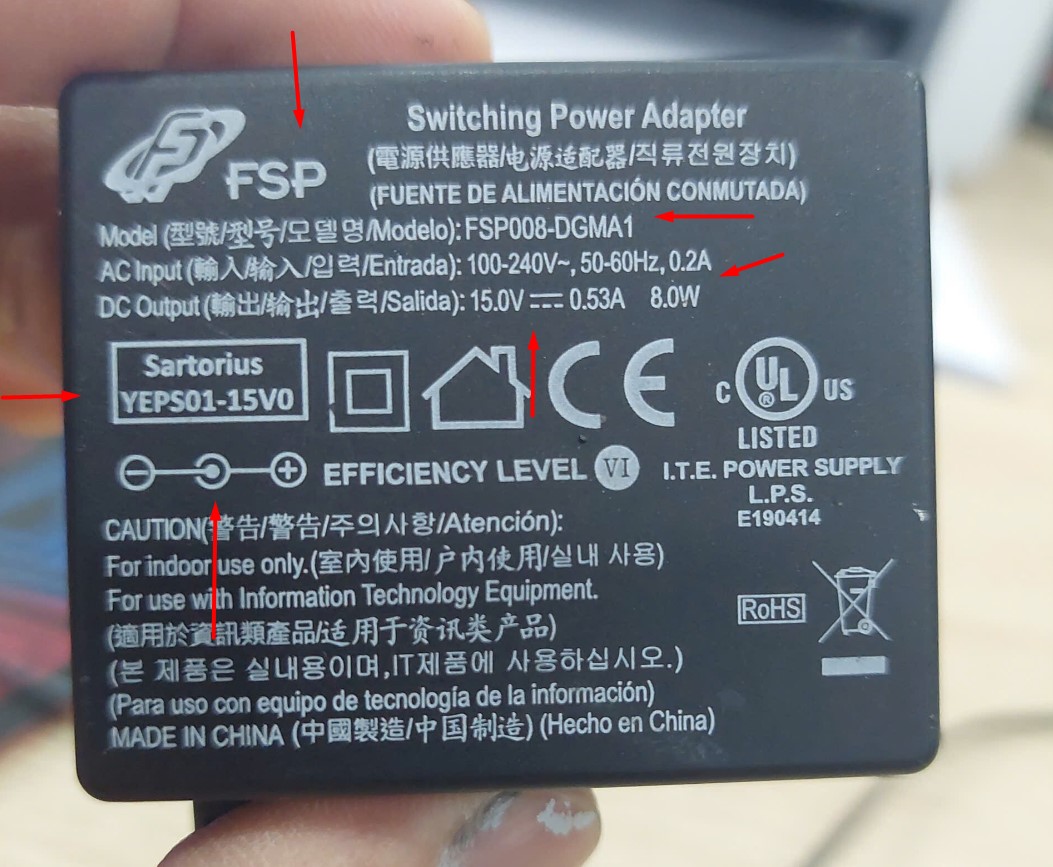 FSP
Switching Power Adapter
(電源供應器/电源适配器/직류전원장치)
(FUENTE DE ALIMENTACIÓN CONMUTADA)
Model (型號/型号/모델명/Modelo): FSP008-DGMA1
AC Input (輸入/输入/입력/Entrada): 100-240V~, 50-60Hz, 0.2A
DC Output (輸出/输出/출력/Salida): 15.0V ⎓ 0.53A 8.0W
Sartorius
YEPS01-15V0
CE
C UL US
®
LISTED
EFFICIENCY LEVEL VI
I.T.E. POWER SUPPLY
L.P.S.
E190414
CAUTION(警告/警告/주의사항/Atención):
For indoor use only.(室內使用/户内使用/실내 사용)
For use with Information Technology Equipment.
(適用於資訊類產品/适用于资讯类产品)
(본 제품은 실내용이며,IT제품에 사용하십시오.)
(Para uso con equipo de tecnología de la información)
MADE IN CHINA (中國製造/中国制造) (Hecho en China)
RoHS